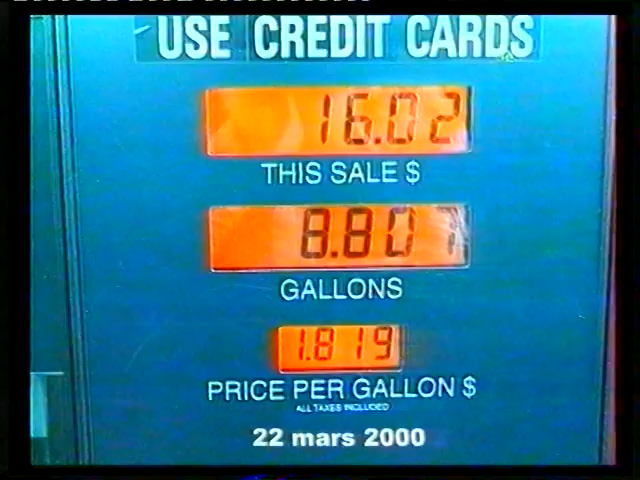 USE CREDIT CARDS
16.02
THIS SALE $
8.807
GALLONS
1.819
PRICE PER GALLON $
ALL TAXES INCLUDED
22 mars 2000